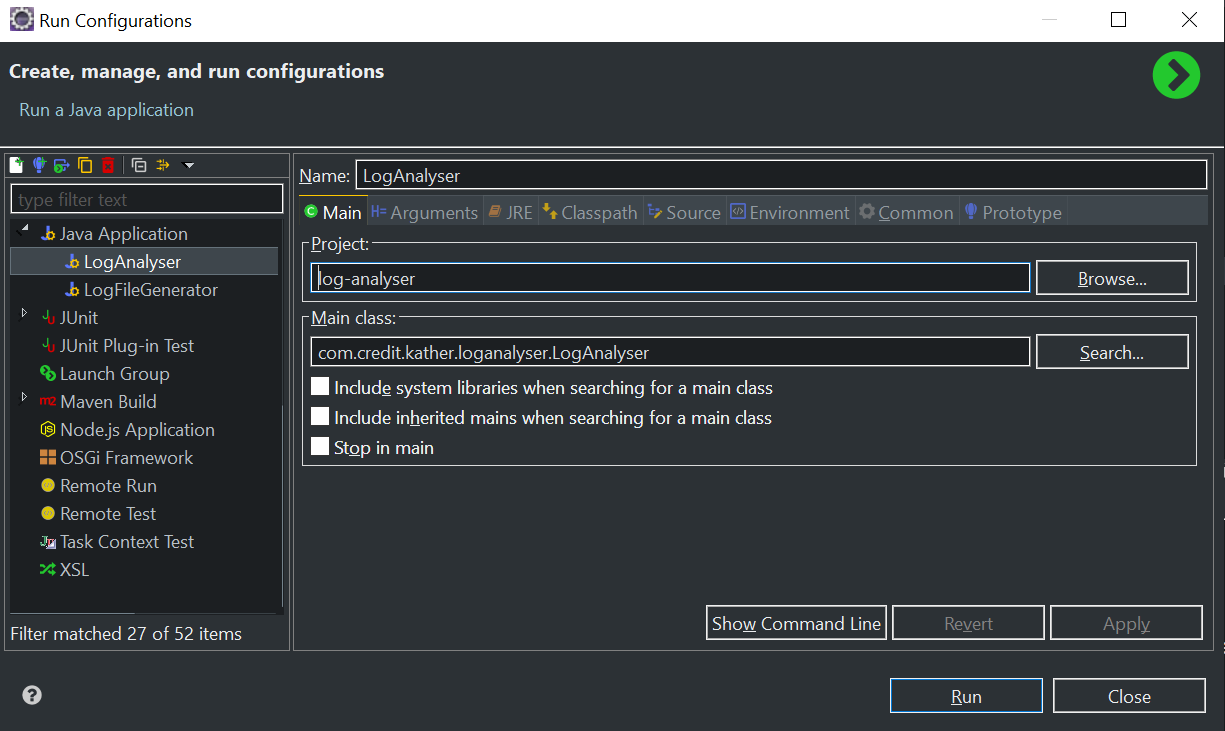 Run Configurations
Create, manage, and run configurations
Run a Java application
type filter text
Java Application
LogAnalyser
LogFileGenerator
JUnit
JUnit Plug-in Test
Launch Group
m2 Maven Build
Node.js Application
OSGi Framework
Remote Run
Remote Test
Task Context Test
XSL
Filter matched 27 of 52 items
Name: LogAnalyser
Main Arguments JRE Classpath Source Environment Common Prototype
Project:
log-analyser Browse...
Main class:
com.credit.kather.loganalyser.LogAnalyser Search...
Include system libraries when searching for a main class
Include inherited mains when searching for a main class
Stop in main
Show Command Line Revert Apply
? Run Close